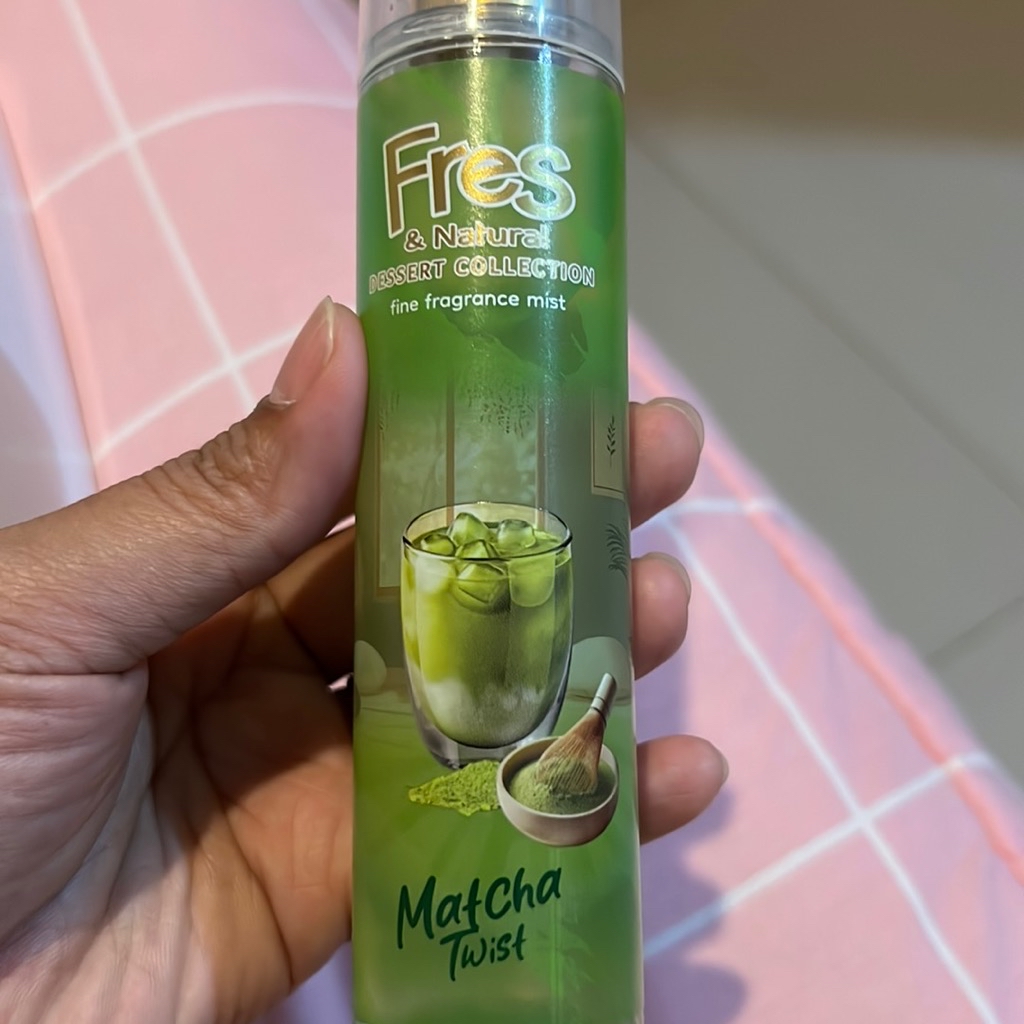 Fres
& Natural
DESSERT COLLECTION
fine fragrance mist
Matcha
Twist